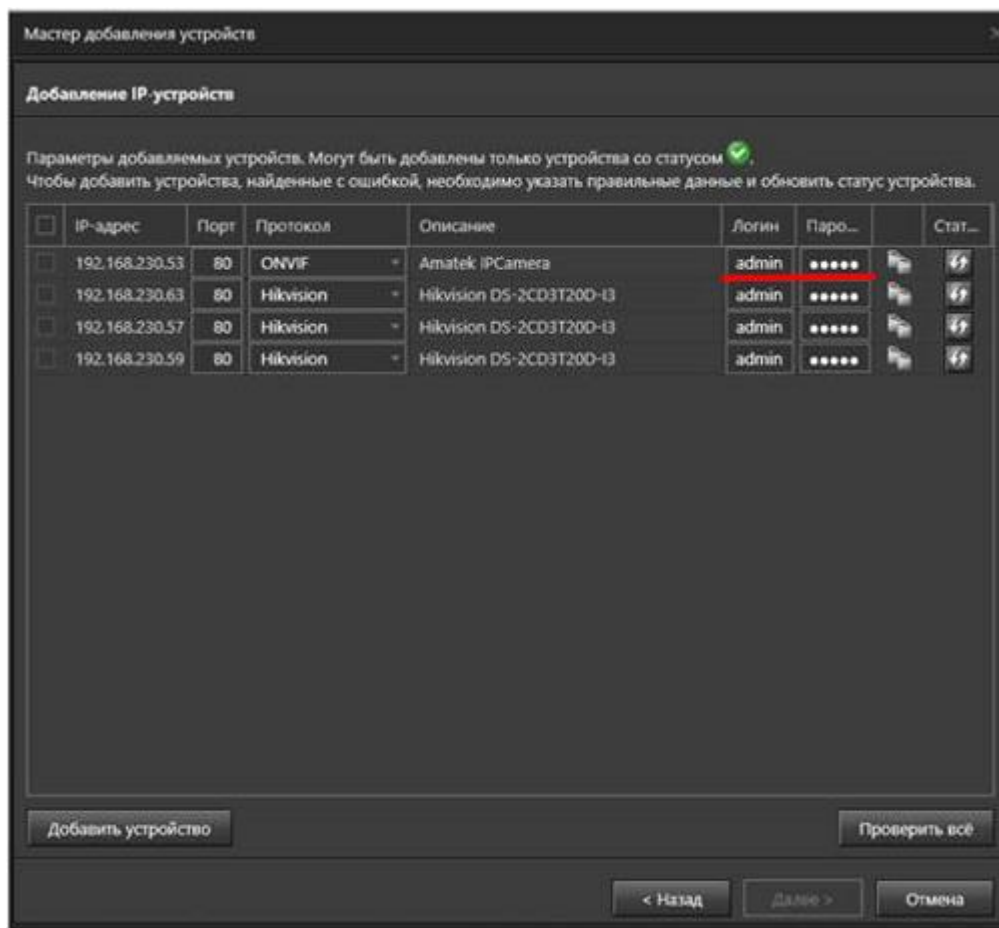 Мастер добавления устройств
Добавление IP-устройств
Параметры добавляемых устройств. Могут быть добавлены только устройства со статусом .
Чтобы добавить устройства, найденные с ошибкой, необходимо указать правильные данные и обновить статус устройства.
IP-адрес Порт Протокол Описание Логин Паро... Стат...
192.168.230.53 80 ONVIF Amatek IPCamera admin •••••
192.168.230.63 80 Hikvision Hikvision DS-2CD3T20D-I3 admin •••••
192.168.230.57 80 Hikvision Hikvision DS-2CD3T20D-I3 admin •••••
192.168.230.59 80 Hikvision Hikvision DS-2CD3T20D-I3 admin •••••
Добавить устройство Проверить всё
< Назад Далее > Отмена